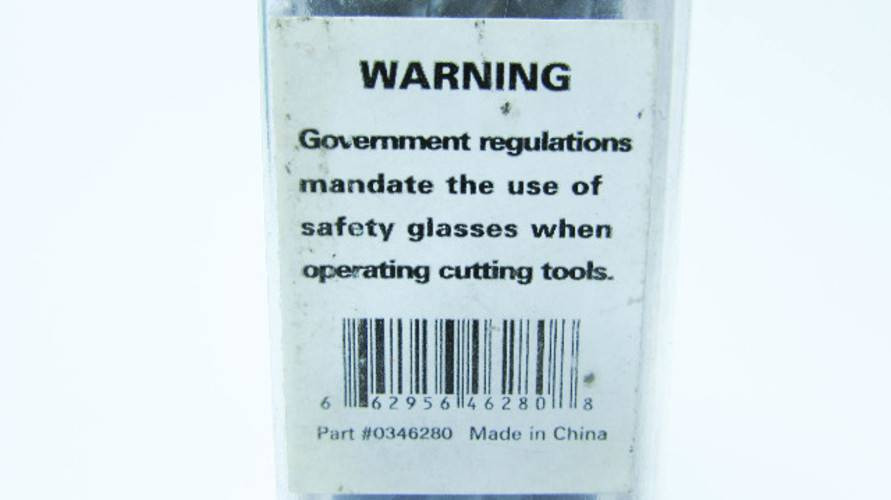 WARNING
Government regulations
mandate the use of
safety glasses when
operating cutting tools.
6 62956 46280 8
Part #0346280 Made in China